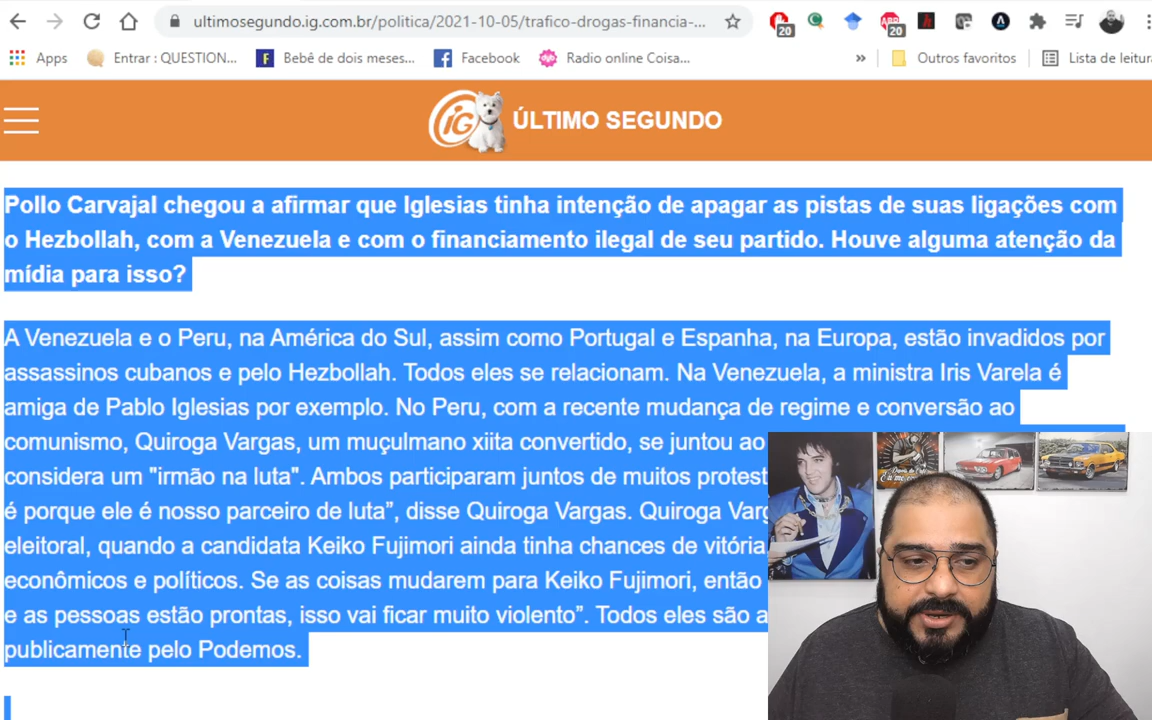 ultimosegundo.ig.com.br/politica/2021-10-05/trafico-drogas-financia-...
20
ABP
20
Apps
Entrar : QUESTION...
Bebê de dois meses...
Facebook
Radio online Coisa...
»
Outros favoritos
Lista de leitur
iG
ÚLTIMO SEGUNDO
Pollo Carvajal chegou a afirmar que Iglesias tinha intenção de apagar as pistas de suas ligações com
o Hezbollah, com a Venezuela e com o financiamento ilegal de seu partido. Houve alguma atenção da
mídia para isso?
A Venezuela e o Peru, na América do Sul, assim como Portugal e Espanha, na Europa, estão invadidos por
assassinos cubanos e pelo Hezbollah. Todos eles se relacionam. Na Venezuela, a ministra Iris Varela é
amiga de Pablo Iglesias por exemplo. No Peru, com a recente mudança de regime e conversão ao
comunismo, Quiroga Vargas, um muçulmano xiita convertido, se juntou ao
considera um "irmão na luta". Ambos participaram juntos de muitos protest
é porque ele é nosso parceiro de luta”, disse Quiroga Vargas. Quiroga Varg
eleitoral, quando a candidata Keiko Fujimori ainda tinha chances de vitória
econômicos e políticos. Se as coisas mudarem para Keiko Fujimori, então
e as pessoas estão prontas, isso vai ficar muito violento”. Todos eles são a
publicamente pelo Podemos.